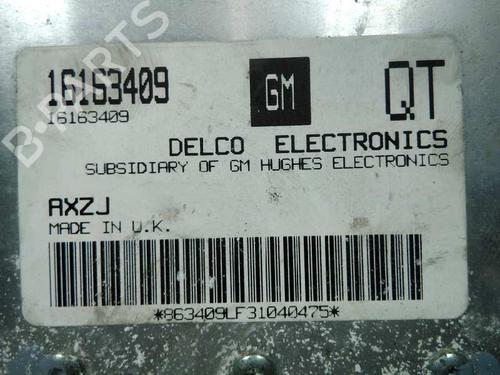 16163409
16163409
GM
QT
DELCO ELECTRONICS
SUBSIDIARY OF GM HUGHES ELECTRONICS
AXZJ
MADE IN U.K.
*863409LF31040475*
B-PARTS